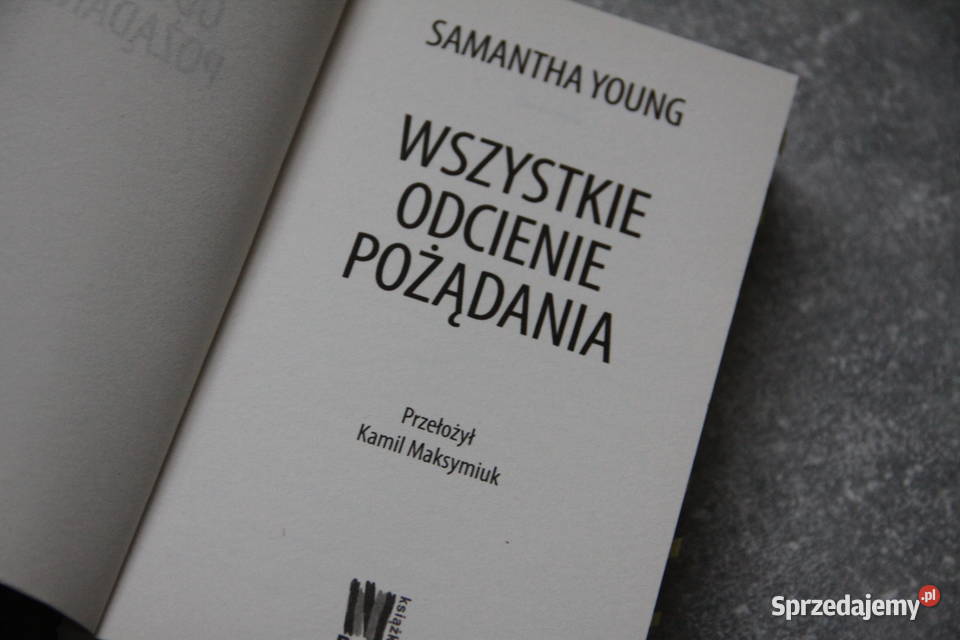 SAMANTHA YOUNG
WSZYSTKIE
ODCIENIE
POŻĄDANIA
Przełożył
Kamil Maksymiuk
Sprzedajemy.pl